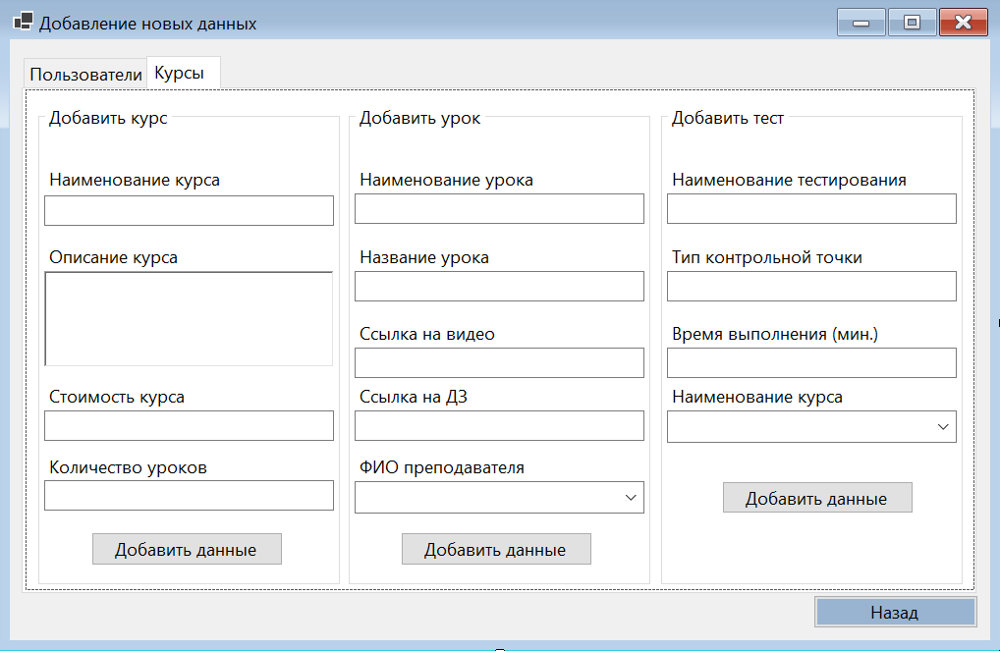 Добавление новых данных
Пользователи
Курсы
Добавить курс
Наименование курса
Описание курса
Стоимость курса
Количество уроков
Добавить данные
Добавить урок
Наименование урока
Название урока
Ссылка на видео
Ссылка на ДЗ
ФИО преподавателя
Добавить данные
Добавить тест
Наименование тестирования
Тип контрольной точки
Время выполнения (мин.)
Наименование курса
Добавить данные
Назад